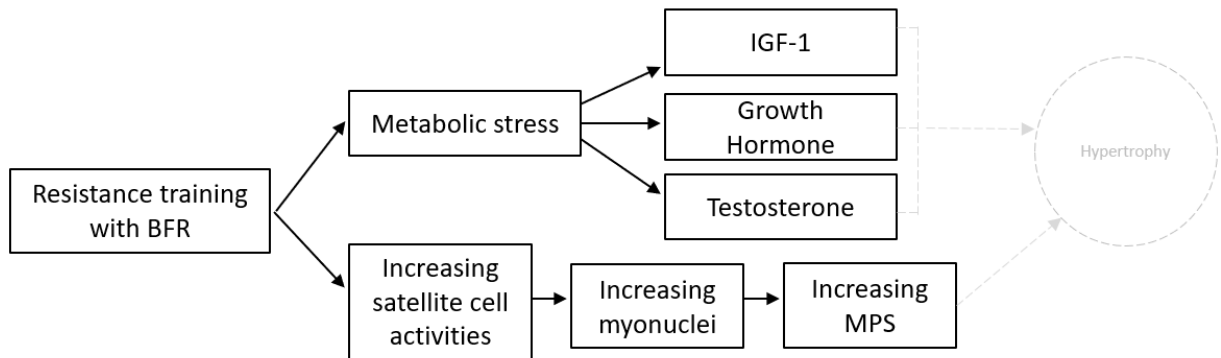 IGF-1
Metabolic stress
Growth
Hormone
Hypertrophy
Resistance training
with BFR
Testosterone
Increasing
satellite cell
activities
Increasing
myonuclei
Increasing
MPS